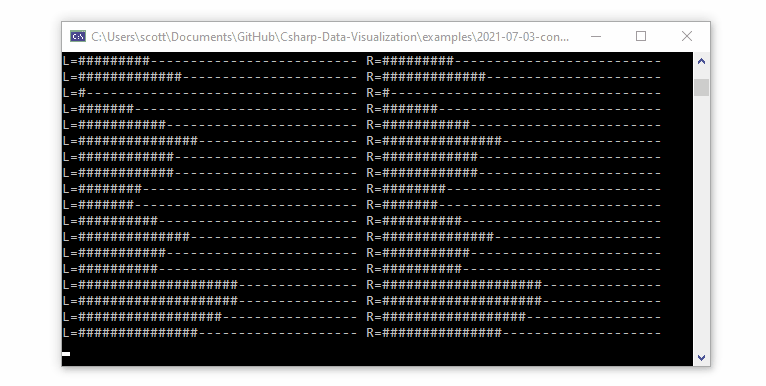 C:\Users\scott\Documents\GitHub\Csharp-Data-Visualization\examples\2021-07-03-con...
L=#########-------------------------- R=#########--------------------------
L=#############---------------------- R=#############----------------------
L=#---------------------------------- R=#----------------------------------
L=#######---------------------------- R=#######----------------------------
L=###########------------------------ R=###########------------------------
L=###############-------------------- R=###############--------------------
L=############----------------------- R=############-----------------------
L=############----------------------- R=############-----------------------
L=########--------------------------- R=########---------------------------
L=#######---------------------------- R=#######----------------------------
L=##########------------------------- R=##########-------------------------
L=##############--------------------- R=##############---------------------
L=###########------------------------ R=###########------------------------
L=##########------------------------- R=##########-------------------------
L=####################--------------- R=####################---------------
L=####################--------------- R=####################---------------
L=##################----------------- R=##################-----------------
L=###############-------------------- R=###############--------------------